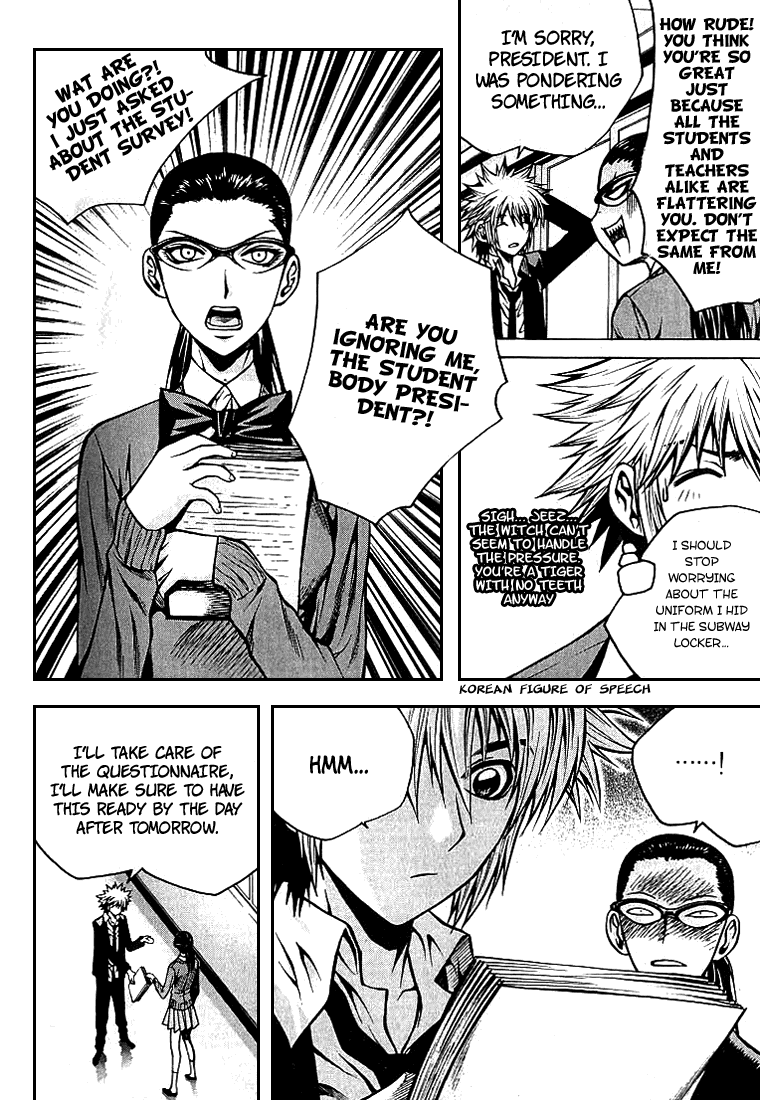 WAT ARE
YOU DOING?!
I JUST ASKED
ABOUT THE STU-
DENT SURVEY!
ARE YOU
IGNORING ME,
THE STUDENT
BODY PRESI-
DENT?!
I'M SORRY,
PRESIDENT. I
WAS PONDERING
SOMETHING...
HOW RUDE!
YOU THINK
YOU'RE SO
GREAT
JUST
BECAUSE
ALL THE
STUDENTS
AND
TEACHERS
ALIKE ARE
FLATTERING
YOU. DON'T
EXPECT THE
SAME FROM
ME!
SIGH... JEEZ...
THE WITCH CAN'T
SEEM TO HANDLE
THE PRESSURE.
YOU'RE A TIGER
WITH NO TEETH
ANYWAY
I SHOULD
STOP
WORRYING
ABOUT THE
UNIFORM I HID
IN THE SUBWAY
LOCKER...
KOREAN FIGURE OF SPEECH
I'LL TAKE CARE OF
THE QUESTIONNAIRE,
I'LL MAKE SURE TO HAVE
THIS READY BY THE DAY
AFTER TOMORROW.
HMM...
......!